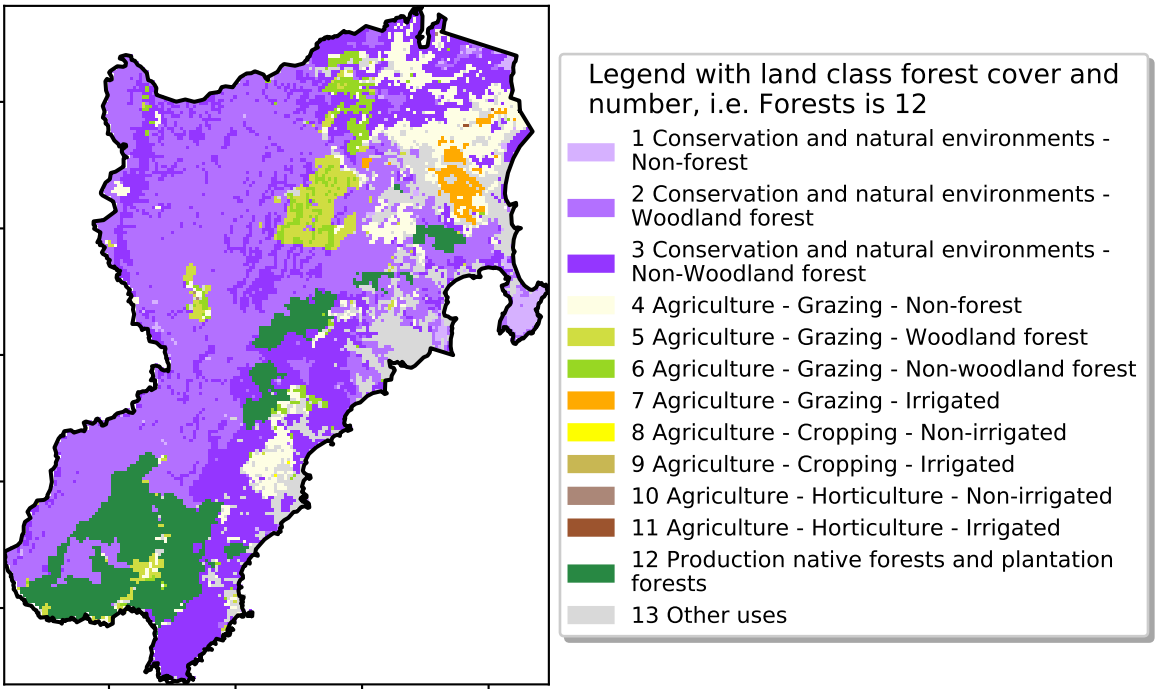 Legend with land class forest cover and
number, i.e. Forests is 12
1 Conservation and natural environments -
Non-forest
2 Conservation and natural environments -
Woodland forest
3 Conservation and natural environments -
Non-Woodland forest
4 Agriculture - Grazing - Non-forest
5 Agriculture - Grazing - Woodland forest
6 Agriculture - Grazing - Non-woodland forest
7 Agriculture - Grazing - Irrigated
8 Agriculture - Cropping - Non-irrigated
9 Agriculture - Cropping - Irrigated
10 Agriculture - Horticulture - Non-irrigated
11 Agriculture - Horticulture - Irrigated
12 Production native forests and plantation
forests
13 Other uses